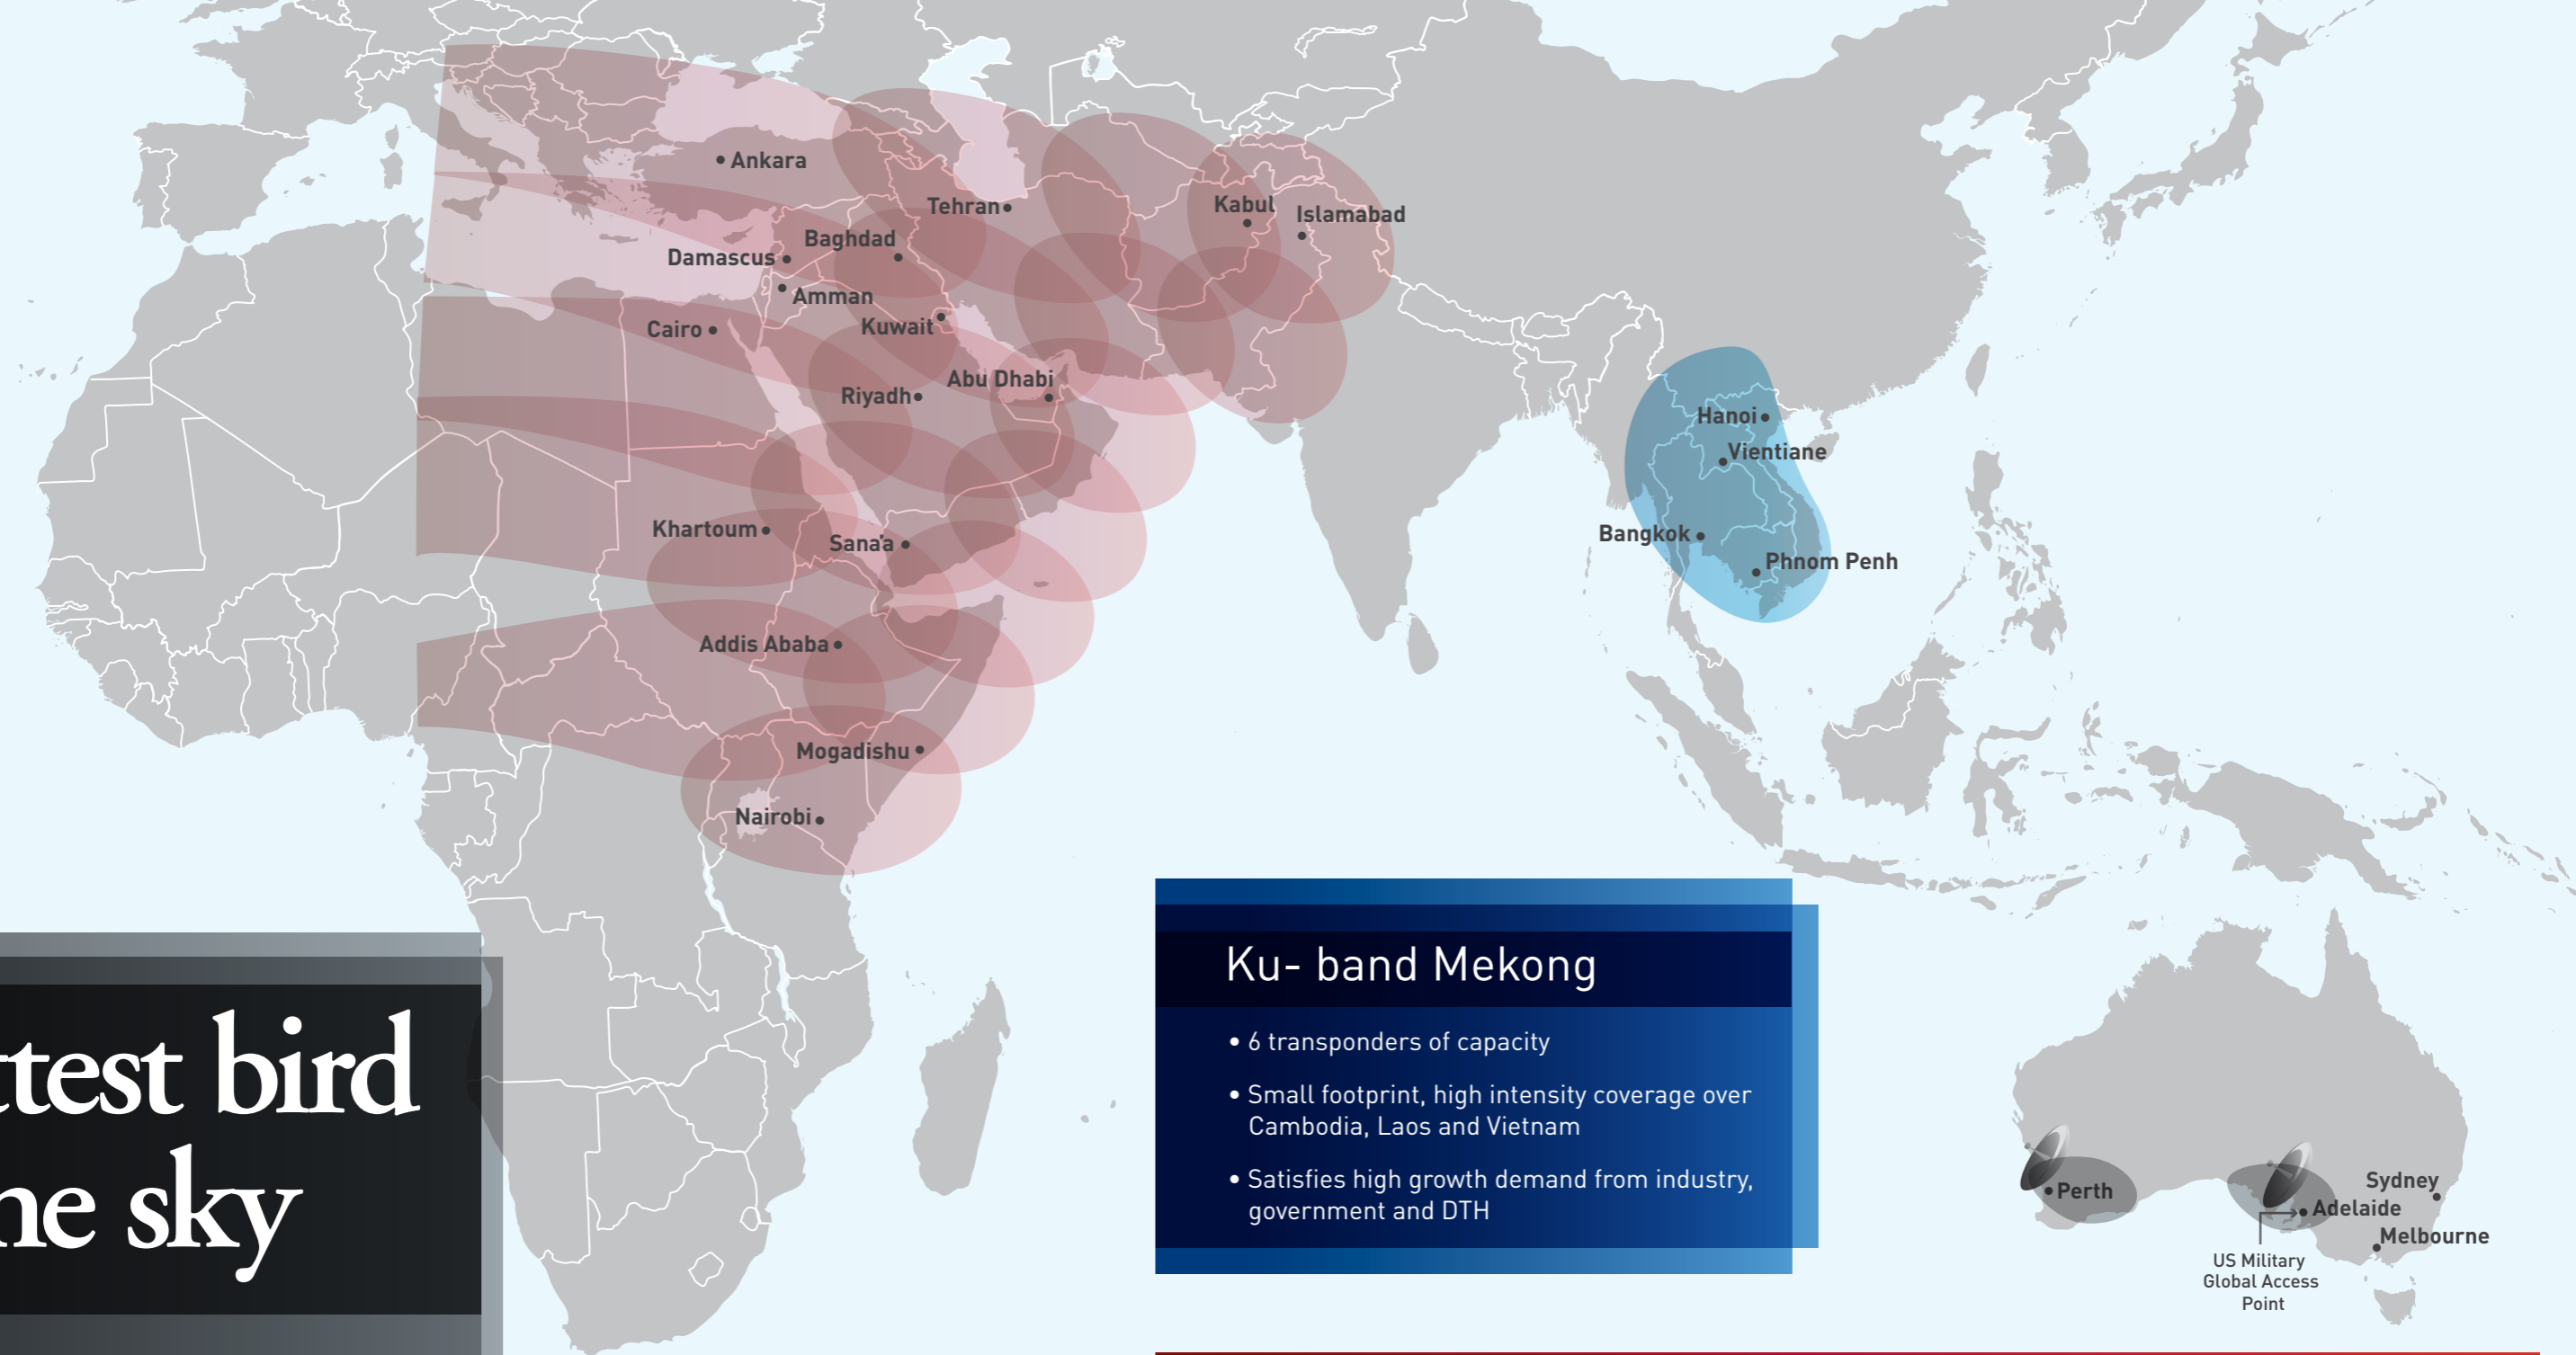 Ankara
Tehran
Kabul
Islamabad
Baghdad
Damascus
Amman
Kuwait
Cairo
Abu Dhabi
Riyadh
Hanoi
Vientiane
Khartoum
Sana'a
Bangkok
Phnom Penh
Addis Ababa
Mogadishu
Nairobi
ttest bird
ne sky
Ku- band Mekong
• 6 transponders of capacity
• Small footprint, high intensity coverage over
Cambodia, Laos and Vietnam
• Satisfies high growth demand from industry,
government and DTH
Perth
Sydney
Adelaide
Melbourne
US Military
Global Access
Point